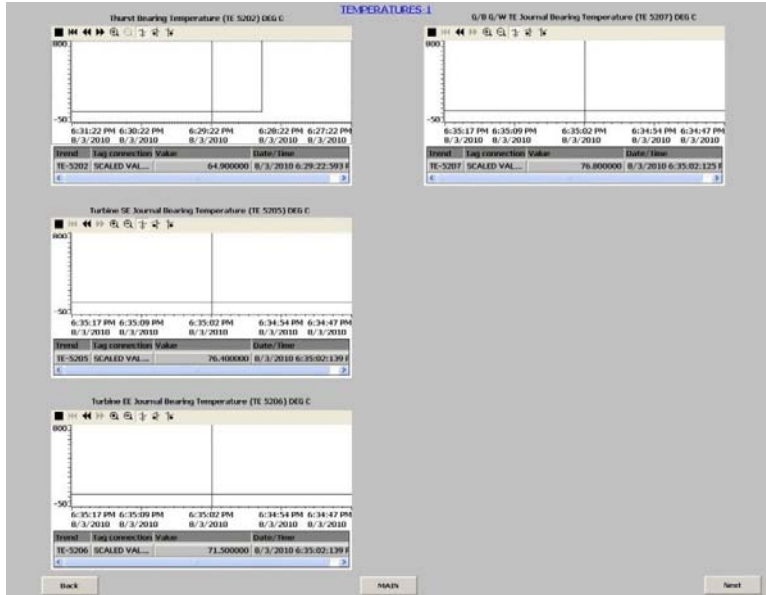 TEMPERATURES-1
Thurst Bearing Temperature (TE 5202) DEG C
800
-50
6:31:22 PM 6:30:22 PM 6:29:22 PM 6:28:22 PM 6:27:22 PM
8/3/2010 8/3/2010 8/3/2010 8/3/2010 8/3/2010
Trend Tag connection Value Date/Time
TE-5202 SCALED VAL... 64.900000 8/3/2010 6:29:22:593 P
G/B G/W TE Journal Bearing Temperature (TE 5207) DEG C
800
-50
6:35:17 PM 6:35:09 PM 6:35:02 PM 6:34:54 PM 6:34:47 PM
8/3/2010 8/3/2010 8/3/2010 8/3/2010 8/3/2010
Trend Tag connection Value Date/Time
TE-5207 SCALED VAL... 76.800000 8/3/2010 6:35:02:125 P
Turbine SE Journal Bearing Temperature (TE 5205) DEG C
800
-50
6:35:17 PM 6:35:09 PM 6:35:02 PM 6:34:54 PM 6:34:47 PM
8/3/2010 8/3/2010 8/3/2010 8/3/2010 8/3/2010
Trend Tag connection Value Date/Time
TE-5205 SCALED VAL... 76.400000 8/3/2010 6:35:02:139 P
Turbine EE Journal Bearing Temperature (TE 5206) DEG C
800
-50
6:35:17 PM 6:35:09 PM 6:35:02 PM 6:34:54 PM 6:34:47 PM
8/3/2010 8/3/2010 8/3/2010 8/3/2010 8/3/2010
Trend Tag connection Value Date/Time
TE-5206 SCALED VAL... 71.500000 8/3/2010 6:35:02:139 P
Back MAIN Next